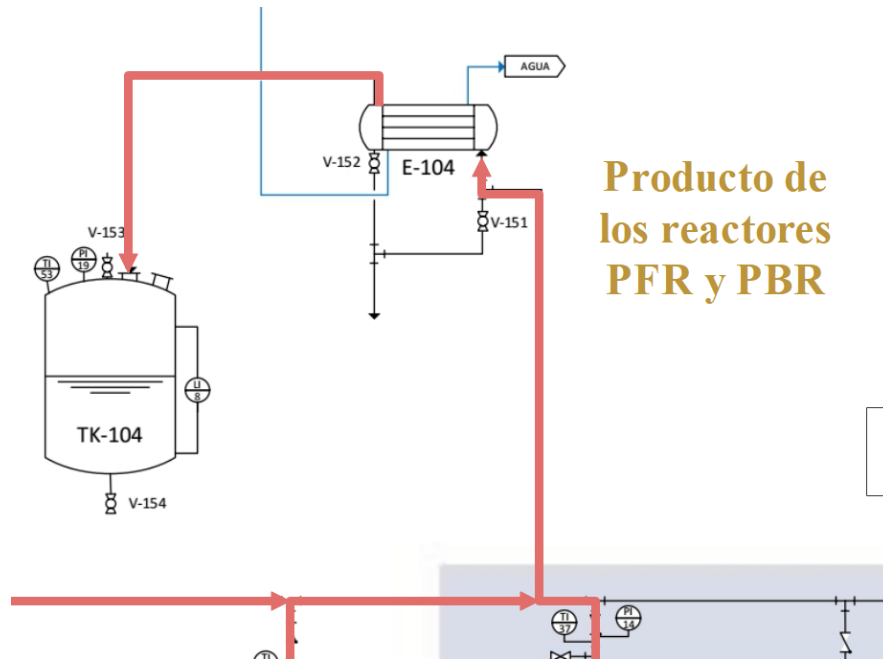 AGUA
V-152
E-104
Producto de
los reactores
PFR y PBR
V-151
V-153
TI
53
PI
19
LI
8
TK-104
V-154
TI
37
PI
14
TI